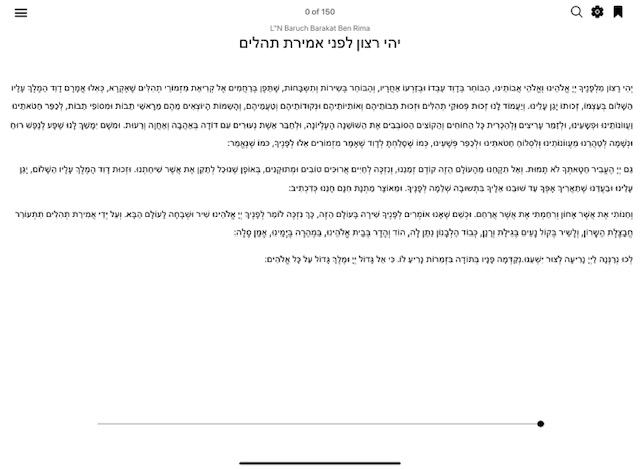 0 of 150
L"N Baruch Barakat Ben Rima
יהי רצון לפני אמירת תהלים
יְהִי רָצוֹן מִלְּפָנֶיךָ יְיָ אֱלֹהֵינוּ וֵאלֹהֵי אֲבוֹתֵינוּ, הַבּוֹחֵר בְּדָוִד עַבְדּוֹ וּבְזַרְעוֹ אַחֲרָיו, וְהַבּוֹחֵר בְּשִׁירוֹת וְתִשְׁבָּחוֹת, שֶׁתֵּפֶן בְּרַחֲמִים אֶל קְרִיאַת מִזְמוֹרֵי תְהִלִּים שֶׁאֶקְרָא, כְּאִלּוּ אֲמָרָם דָּוִד הַמֶּלֶךְ עָלָיו
הַשָּׁלוֹם בְּעַצְמוֹ, זְכוּתוֹ יָגֵן עָלֵינוּ. וְיַעֲמוֹד לָנוּ זְכוּת פְּסוּקֵי תְהִלִּים וּזְכוּת תֵּבוֹתֵיהֶם וְאוֹתִיּוֹתֵיהֶם וּנְקוּדּוֹתֵיהֶם וְטַעֲמֵיהֶם, וְהַשֵּׁמוֹת הַיּוֹצְאִים מֵהֶם מֵרָאשֵׁי תֵבוֹת וּמִסּוֹפֵי תֵבוֹת, לְכַפֵּר חַטֹּאתֵינוּ
וַעֲוֹנוֹתֵינוּ וּפְשָׁעֵינוּ, וּלְזַמֵּר עָרִיצִים וּלְהַכְרִית כָּל הַחוֹחִים וְהַקּוֹצִים הַסּוֹבְבִים אֶת הַשּׁוֹשַׁנָּה הָעֶלְיוֹנָה, וּלְחַבֵּר אֵשֶׁת נְעוּרִים עִם דּוֹדָהּ בְּאַהֲבָה וְאַחֲוָה וְרֵעוּת. וּמִשָּׁם יִמָּשֵׁךְ לָנוּ שֶׁפַע לְנֶפֶשׁ רוּחַ
וּנְשָׁמָה לְטַהֲרֵנוּ מֵעֲוֹנוֹתֵינוּ וְלִסְלוֹחַ חַטֹּאתֵינוּ וּלְכַפֵּר פְּשָׁעֵינוּ, כְּמוֹ שֶׁסָּלַחְתָּ לְדָוִד שֶׁאָמַר מִזְמוֹרִים אֵלּוּ לְפָנֶיךָ, כְּמוֹ שֶׁנֶּאֱמַר:
גַּם יְיָ הֶעֱבִיר חַטָּאתְךָ לֹא תָמוּת. וְאַל תִּקָּחֵנוּ מֵהָעוֹלָם הַזֶּה קוֹדֶם זְמַנֵּנוּ, וְנִזְכֶּה לְחַיִּים אֲרוּכִּים טוֹבִים וּמְתוּקָּנִים, בְּאוֹפָן שֶׁנּוּכַל לְתַקֵּן אֶת אֲשֶׁר שִׁיחַתְנוּ. וּזְכוּת דָּוִד הַמֶּלֶךְ עָלָיו הַשָּׁלוֹם, יָגֵן
עָלֵינוּ וּבַעֲדֵנוּ שֶׁתַּאֲרִיךְ אַפְּךָ עַד שׁוּבֵנוּ אֵלֶיךָ בִּתְשׁוּבָה שְׁלֵמָה לְפָנֶיךָ. וּמֵאוֹצַר מַתְּנַת חִנָּם חָנֵּנוּ כְּדִכְתִיב:
וְחַנּוֹתִי אֶת אֲשֶׁר אָחוֹן וְרִחַמְתִּי אֶת אֲשֶׁר אֲרַחֵם. וּכְשֵׁם שֶׁאָנוּ אוֹמְרִים לְפָנֶיךָ שִׁירָה בָּעוֹלָם הַזֶּה, כָּךְ נִזְכֶּה לוֹמַר לְפָנֶיךָ יְיָ אֱלֹהֵינוּ שִׁיר וּשְׁבָחָה לָעוֹלָם הַבָּא. וְעַל יְדֵי אֲמִירַת תְּהִלִּים תִּתְעוֹרֵר
חֲבַצֶּלֶת הַשָּׁרוֹן, וְלָשִׁיר בְּקוֹל נָעִים בְּגִילַת וְרַנֵּן, כְּבוֹד הַלְּבָנוֹן נִתַּן לָהּ, הוֹד וְהָדָר בְּבֵית אֱלֹהֵינוּ, בִּמְהֵרָה בְּיָמֵינוּ, אָמֵן סֶלָה:
לְכוּ נְרַנְּנָה לַייָ נָרִיעָה לְצוּר יִשְׁעֵנוּ.נְקַדְּמָה פָנָיו בְּתוֹדָה בִּזְמִרוֹת נָרִיעַ לוֹ. כִּי אֵל גָּדוֹל יְיָ וּמֶלֶךְ גָּדוֹל עַל כָּל אֱלֹהִים: